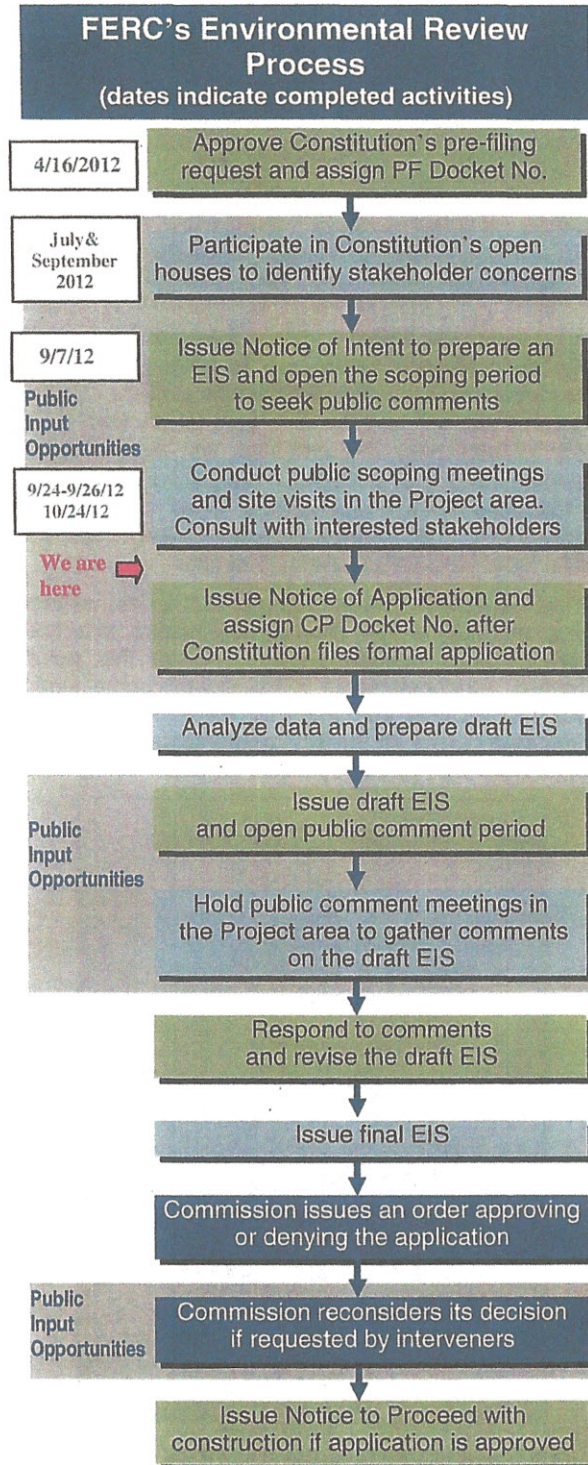 FERC's Environmental Review
Process
(dates indicate completed activities)
4/16/2012
Approve Constitution's pre-filing
request and assign PF Docket No.
July&
September
2012
Participate in Constitution's open
houses to identify stakeholder concerns
9/7/12
Issue Notice of Intent to prepare an
EIS and open the scoping period
to seek public comments
Public
Input
Opportunities
9/24-9/26/12
10/24/12
Conduct public scoping meetings
and site visits in the Project area.
Consult with interested stakeholders
We are
here
Issue Notice of Application and
assign CP Docket No. after
Constitution files formal application
Analyze data and prepare draft EIS
Public
Input
Opportunities
Issue draft EIS
and open public comment period
Hold public comment meetings in
the Project area to gather comments
on the draft EIS
Respond to comments
and revise the draft EIS
Issue final EIS
Commission issues an order approving
or denying the application
Public
Input
Opportunities
Commission reconsiders its decision
if requested by interveners
Issue Notice to Proceed with
construction if application is approved